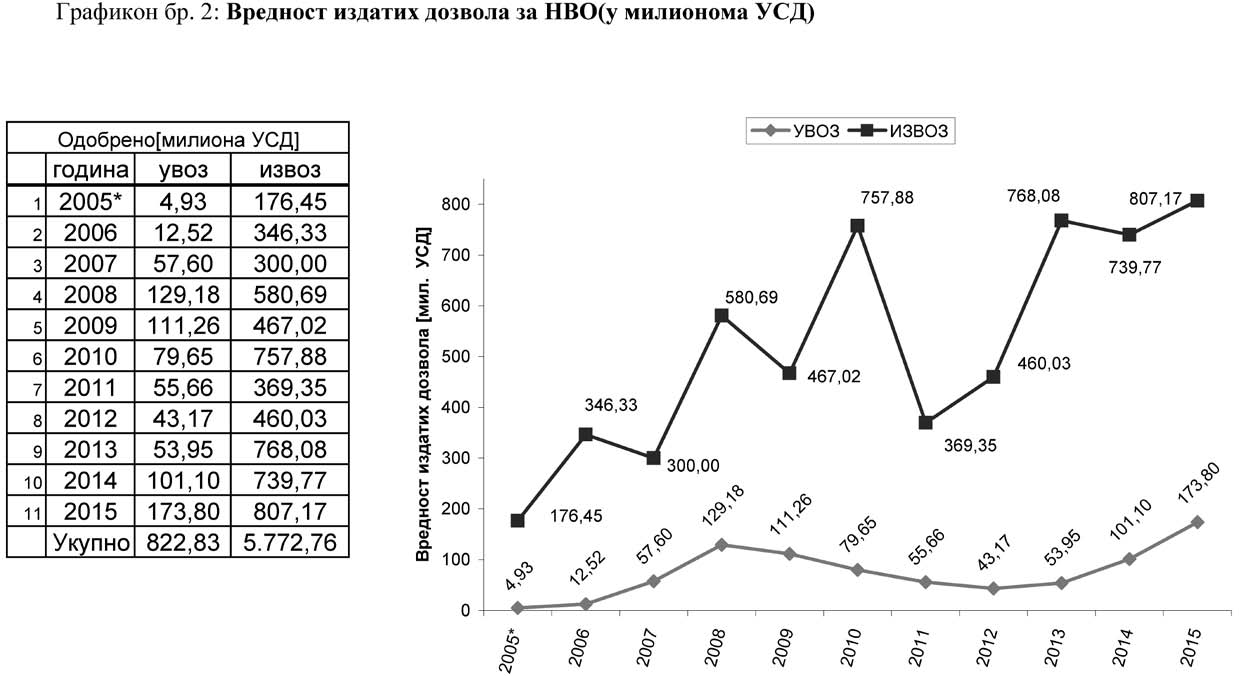 Графикон бр. 2: Вредност издатих дозвола за НВО(у милионома УСД)
Одобрено[милиона УСД]
година увоз извоз
1 2005* 4,93 176,45
2 2006 12,52 346,33
3 2007 57,60 300,00
4 2008 129,18 580,69
5 2009 111,26 467,02
6 2010 79,65 757,88
7 2011 55,66 369,35
8 2012 43,17 460,03
9 2013 53,95 768,08
10 2014 101,10 739,77
11 2015 173,80 807,17
Укупно 822,83 5.772,76
УВОЗ ИЗВОЗ
Вредност издатих дозвола [мил. УСД]
800
700
600
500
400
300
200
100
0
176,45
346,33
300,00
580,69
467,02
757,88
369,35
460,03
768,08
739,77
807,17
4,93
12,52
57,60
129,18
111,26
79,65
55,66
43,17
53,95
101,10
173,80
2005* 2006 2007 2008 2009 2010 2011 2012 2013 2014 2015